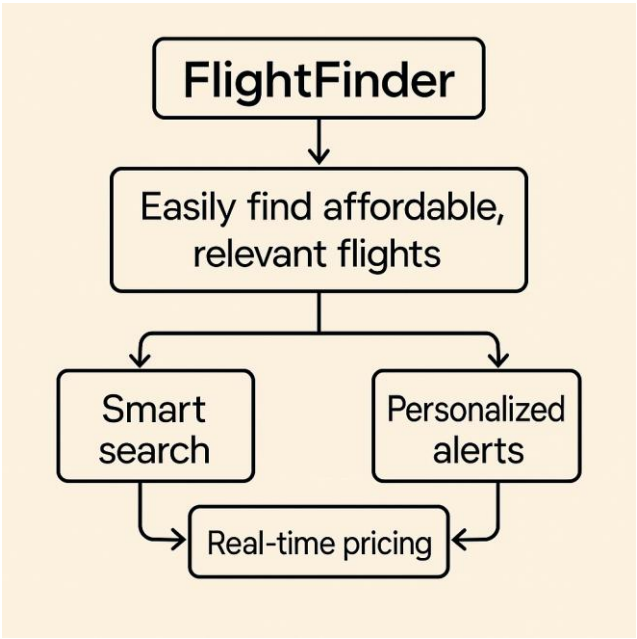 FlightFinder
Easily find affordable,
relevant flights
Smart
search
Personalized
alerts
Real-time pricing